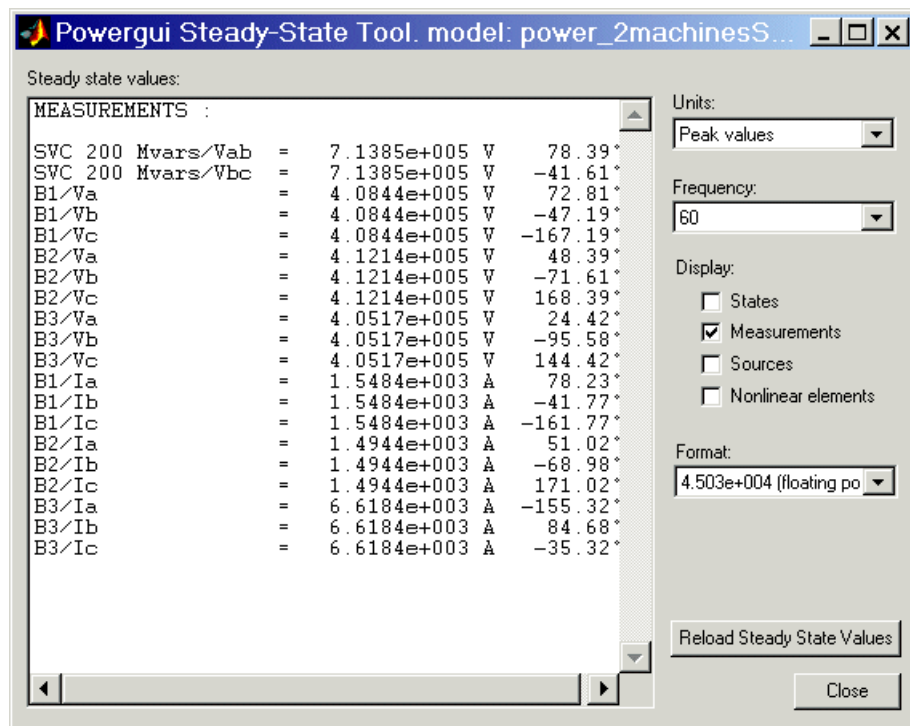 Powergui Steady-State Tool. model: power_2machinesS...
Steady state values:
MEASUREMENTS :
SVC 200 Mvars/Vab = 7.1385e+005 V 78.39°
SVC 200 Mvars/Vbc = 7.1385e+005 V -41.61°
B1/Va = 4.0844e+005 V 72.81°
B1/Vb = 4.0844e+005 V -47.19°
B1/Vc = 4.0844e+005 V -167.19°
B2/Va = 4.1214e+005 V 48.39°
B2/Vb = 4.1214e+005 V -71.61°
B2/Vc = 4.1214e+005 V 168.39°
B3/Va = 4.0517e+005 V 24.42°
B3/Vb = 4.0517e+005 V -95.58°
B3/Vc = 4.0517e+005 V 144.42°
B1/Ia = 1.5484e+003 A 78.23°
B1/Ib = 1.5484e+003 A -41.77°
B1/Ic = 1.5484e+003 A -161.77°
B2/Ia = 1.4944e+003 A 51.02°
B2/Ib = 1.4944e+003 A -68.98°
B2/Ic = 1.4944e+003 A 171.02°
B3/Ia = 6.6184e+003 A -155.32°
B3/Ib = 6.6184e+003 A 84.68°
B3/Ic = 6.6184e+003 A -35.32°
Units:
Peak values
Frequency:
60
Display:
States
Measurements
Sources
Nonlinear elements
Format:
4.503e+004 (floating po
Reload Steady State Values
Close